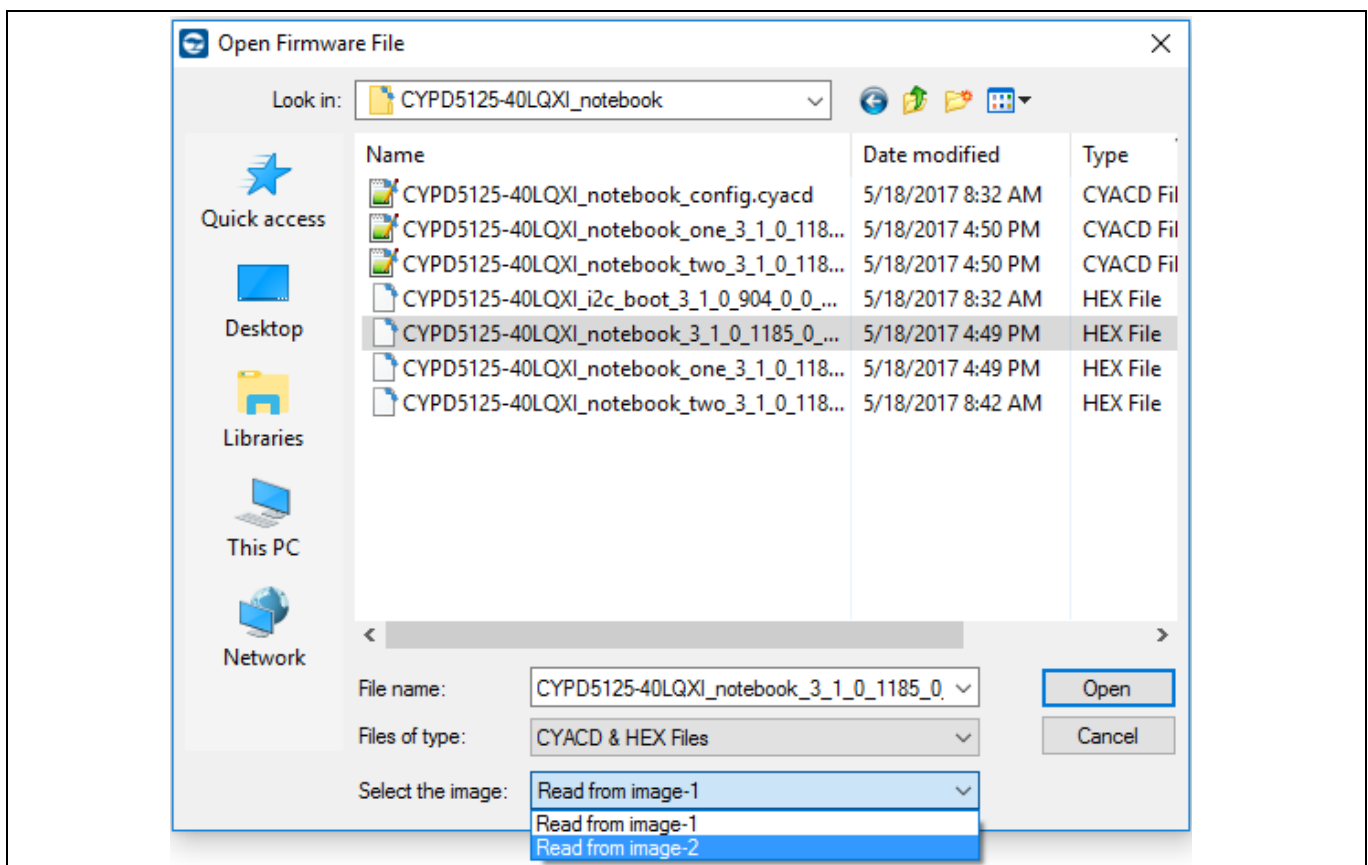 Open Firmware File
Look in: CYPD5125-40LQXI_notebook
Quick access
Desktop
Libraries
This PC
Network
Name Date modified Type
CYPD5125-40LQXI_notebook_config.cyacd 5/18/2017 8:32 AM CYACD Fil
CYPD5125-40LQXI_notebook_one_3_1_0_118... 5/18/2017 4:50 PM CYACD Fil
CYPD5125-40LQXI_notebook_two_3_1_0_118... 5/18/2017 4:50 PM CYACD Fil
CYPD5125-40LQXI_i2c_boot_3_1_0_904_0_0_... 5/18/2017 8:32 AM HEX File
CYPD5125-40LQXI_notebook_3_1_0_1185_0_... 5/18/2017 4:49 PM HEX File
CYPD5125-40LQXI_notebook_one_3_1_0_118... 5/18/2017 4:49 PM HEX File
CYPD5125-40LQXI_notebook_two_3_1_0_118... 5/18/2017 8:42 AM HEX File
File name: CYPD5125-40LQXI_notebook_3_1_0_1185_0_ Open
Files of type: CYACD & HEX Files Cancel
Select the image: Read from image-1
Read from image-1
Read from image-2